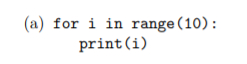 (a) for i in range(10):
        print(i)